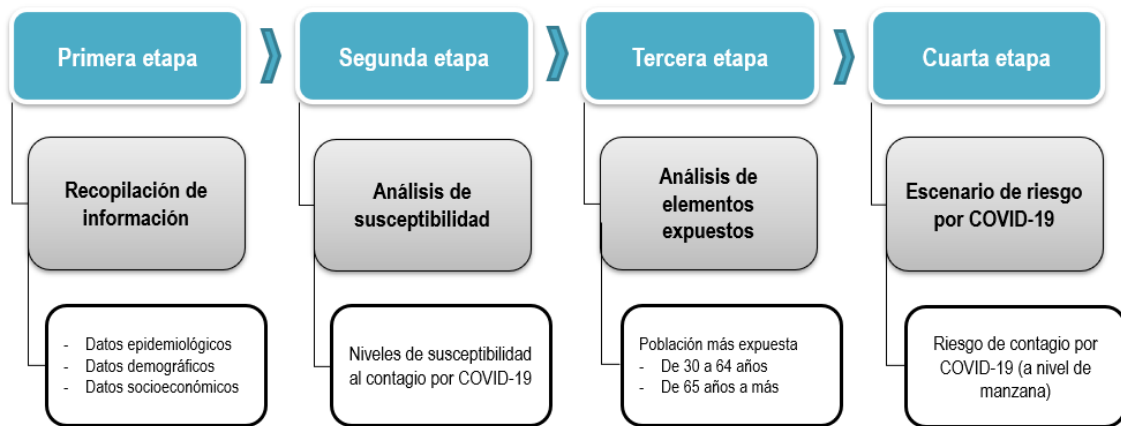 Primera etapa
Segunda etapa
Tercera etapa
Cuarta etapa
Recopilación de
información
Análisis de
susceptibilidad
Análisis de
elementos
expuestos
Escenario de riesgo
por COVID-19
- Datos epidemiológicos
- Datos demográficos
- Datos socioeconómicos
Niveles de susceptibilidad
al contagio por COVID-19
Población más expuesta
- De 30 a 64 años
- De 65 años a más
Riesgo de contagio por
COVID-19 (a nivel de
manzana)